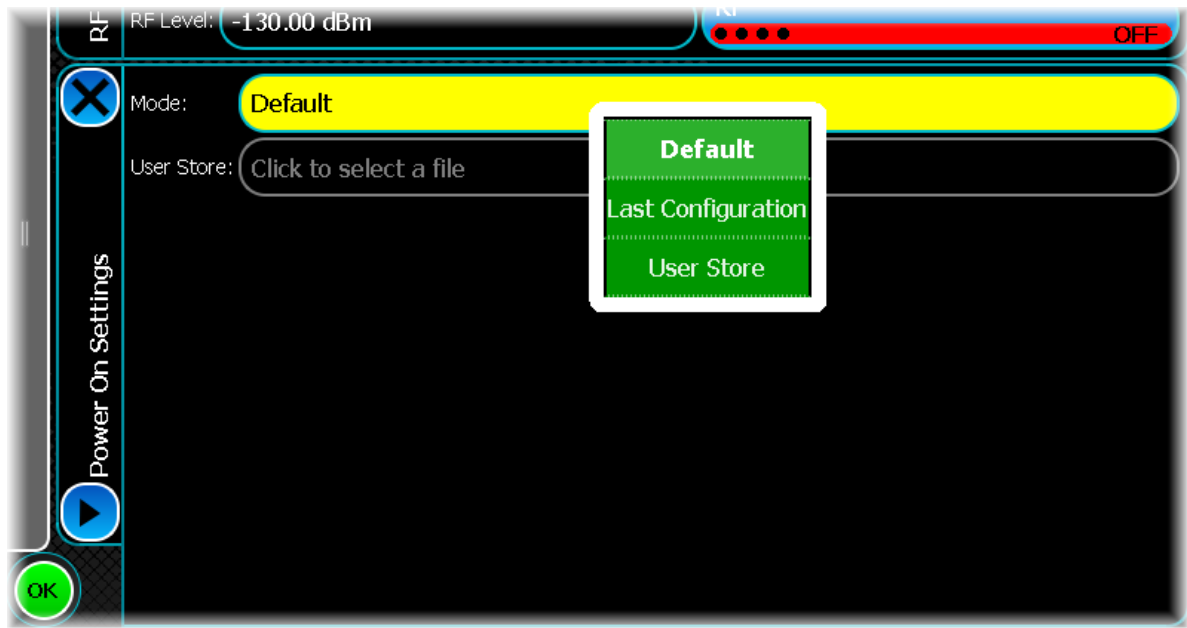 RF
RF Level: -130.00 dBm
RF
OFF
Mode: Default
User Store: Click to select a file
Default
Last Configuration
User Store
Power On Settings
OK